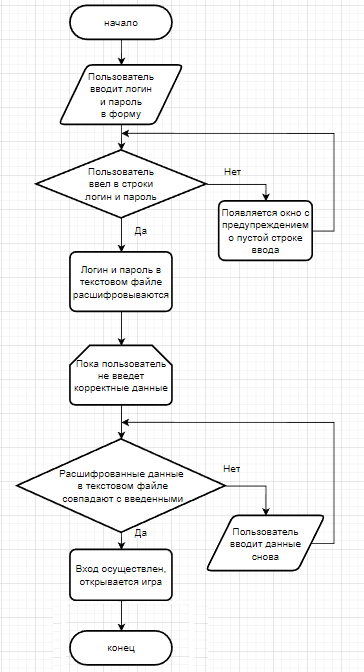 начало
Пользователь
вводит логин
и пароль
в форму
Пользователь
ввел в строки
логин и пароль
Нет
Появляется окно с
предупреждением
о пустой строке
ввода
Да
Логин и пароль в
текстовом файле
расшифровываются
Пока пользователь
не введет
корректные данные
Расшифрованные данные
в текстовом файле
совпадают с введенными
Нет
Пользователь
вводит данные
снова
Да
Вход осуществлен,
открывается игра
конец